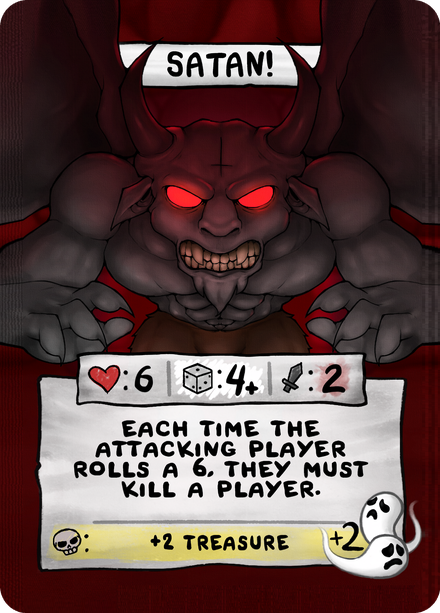 SATAN!
:6 :4+ :2
EACH TIME THE
ATTACKING PLAYER
ROLLS A 6, THEY MUST
KILL A PLAYER.
: +2 TREASURE +2